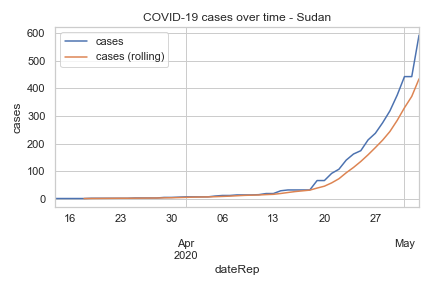 COVID-19 cases over time - Sudan
cases
cases (rolling)
600
500
400
300
200
100
0
cases
16 23 30 06 13 20 27
Apr May
2020
dateRep